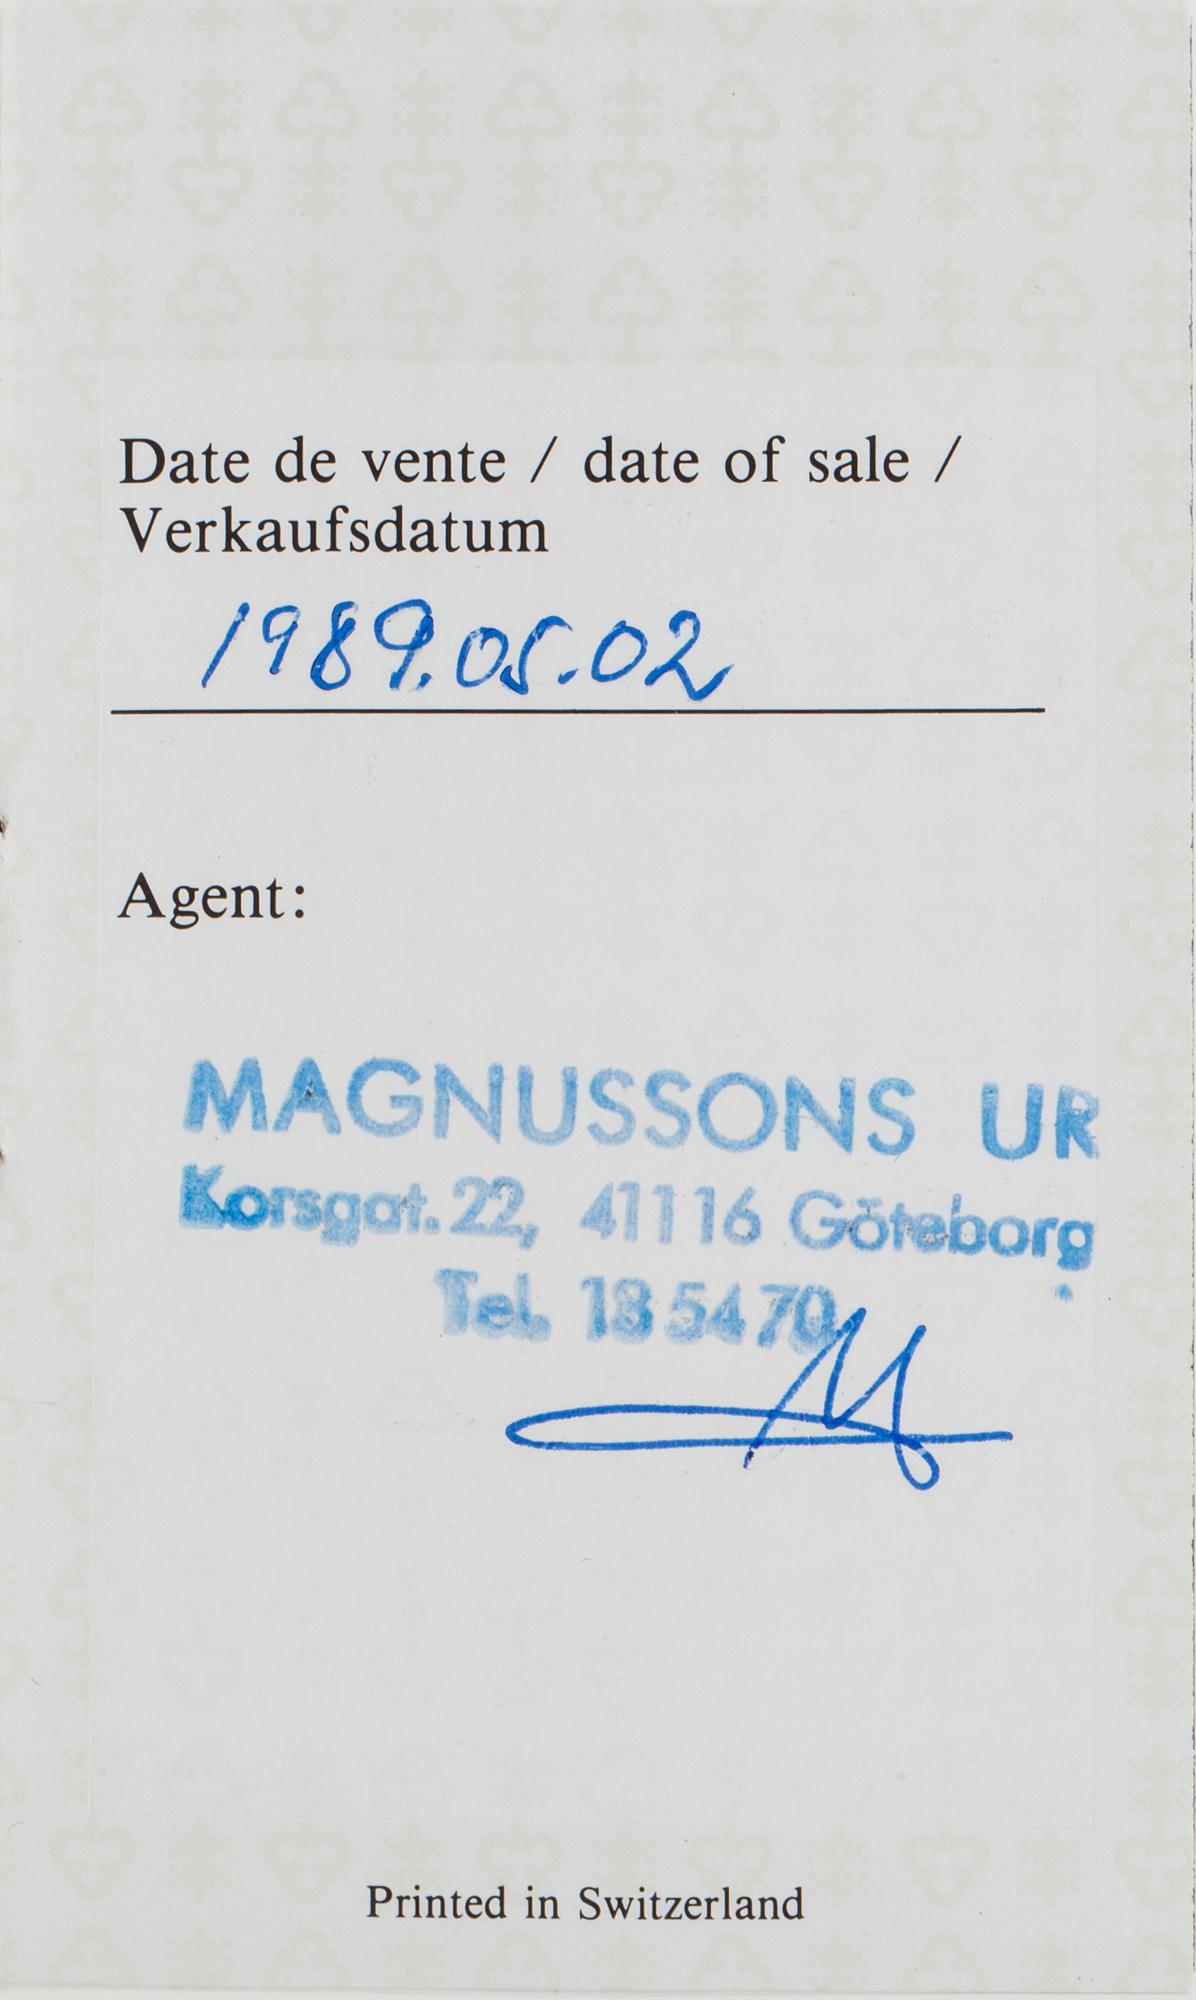 Date de vente / date of sale /
Verkaufsdatum
1989.05.02
Agent:
MAGNUSSONS UR
Korsgat. 22, 41116 Göteborg
Tel. 13 54 70
Printed in Switzerland